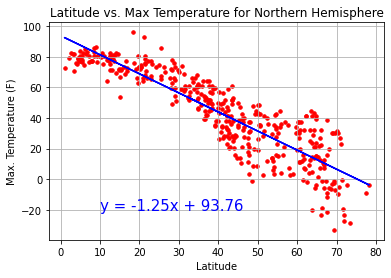 Latitude vs. Max Temperature for Northern Hemisphere
100
80
60
40
20
0
−20
Max. Temperature (F)
y = -1.25x + 93.76
0 10 20 30 40 50 60 70 80
Latitude